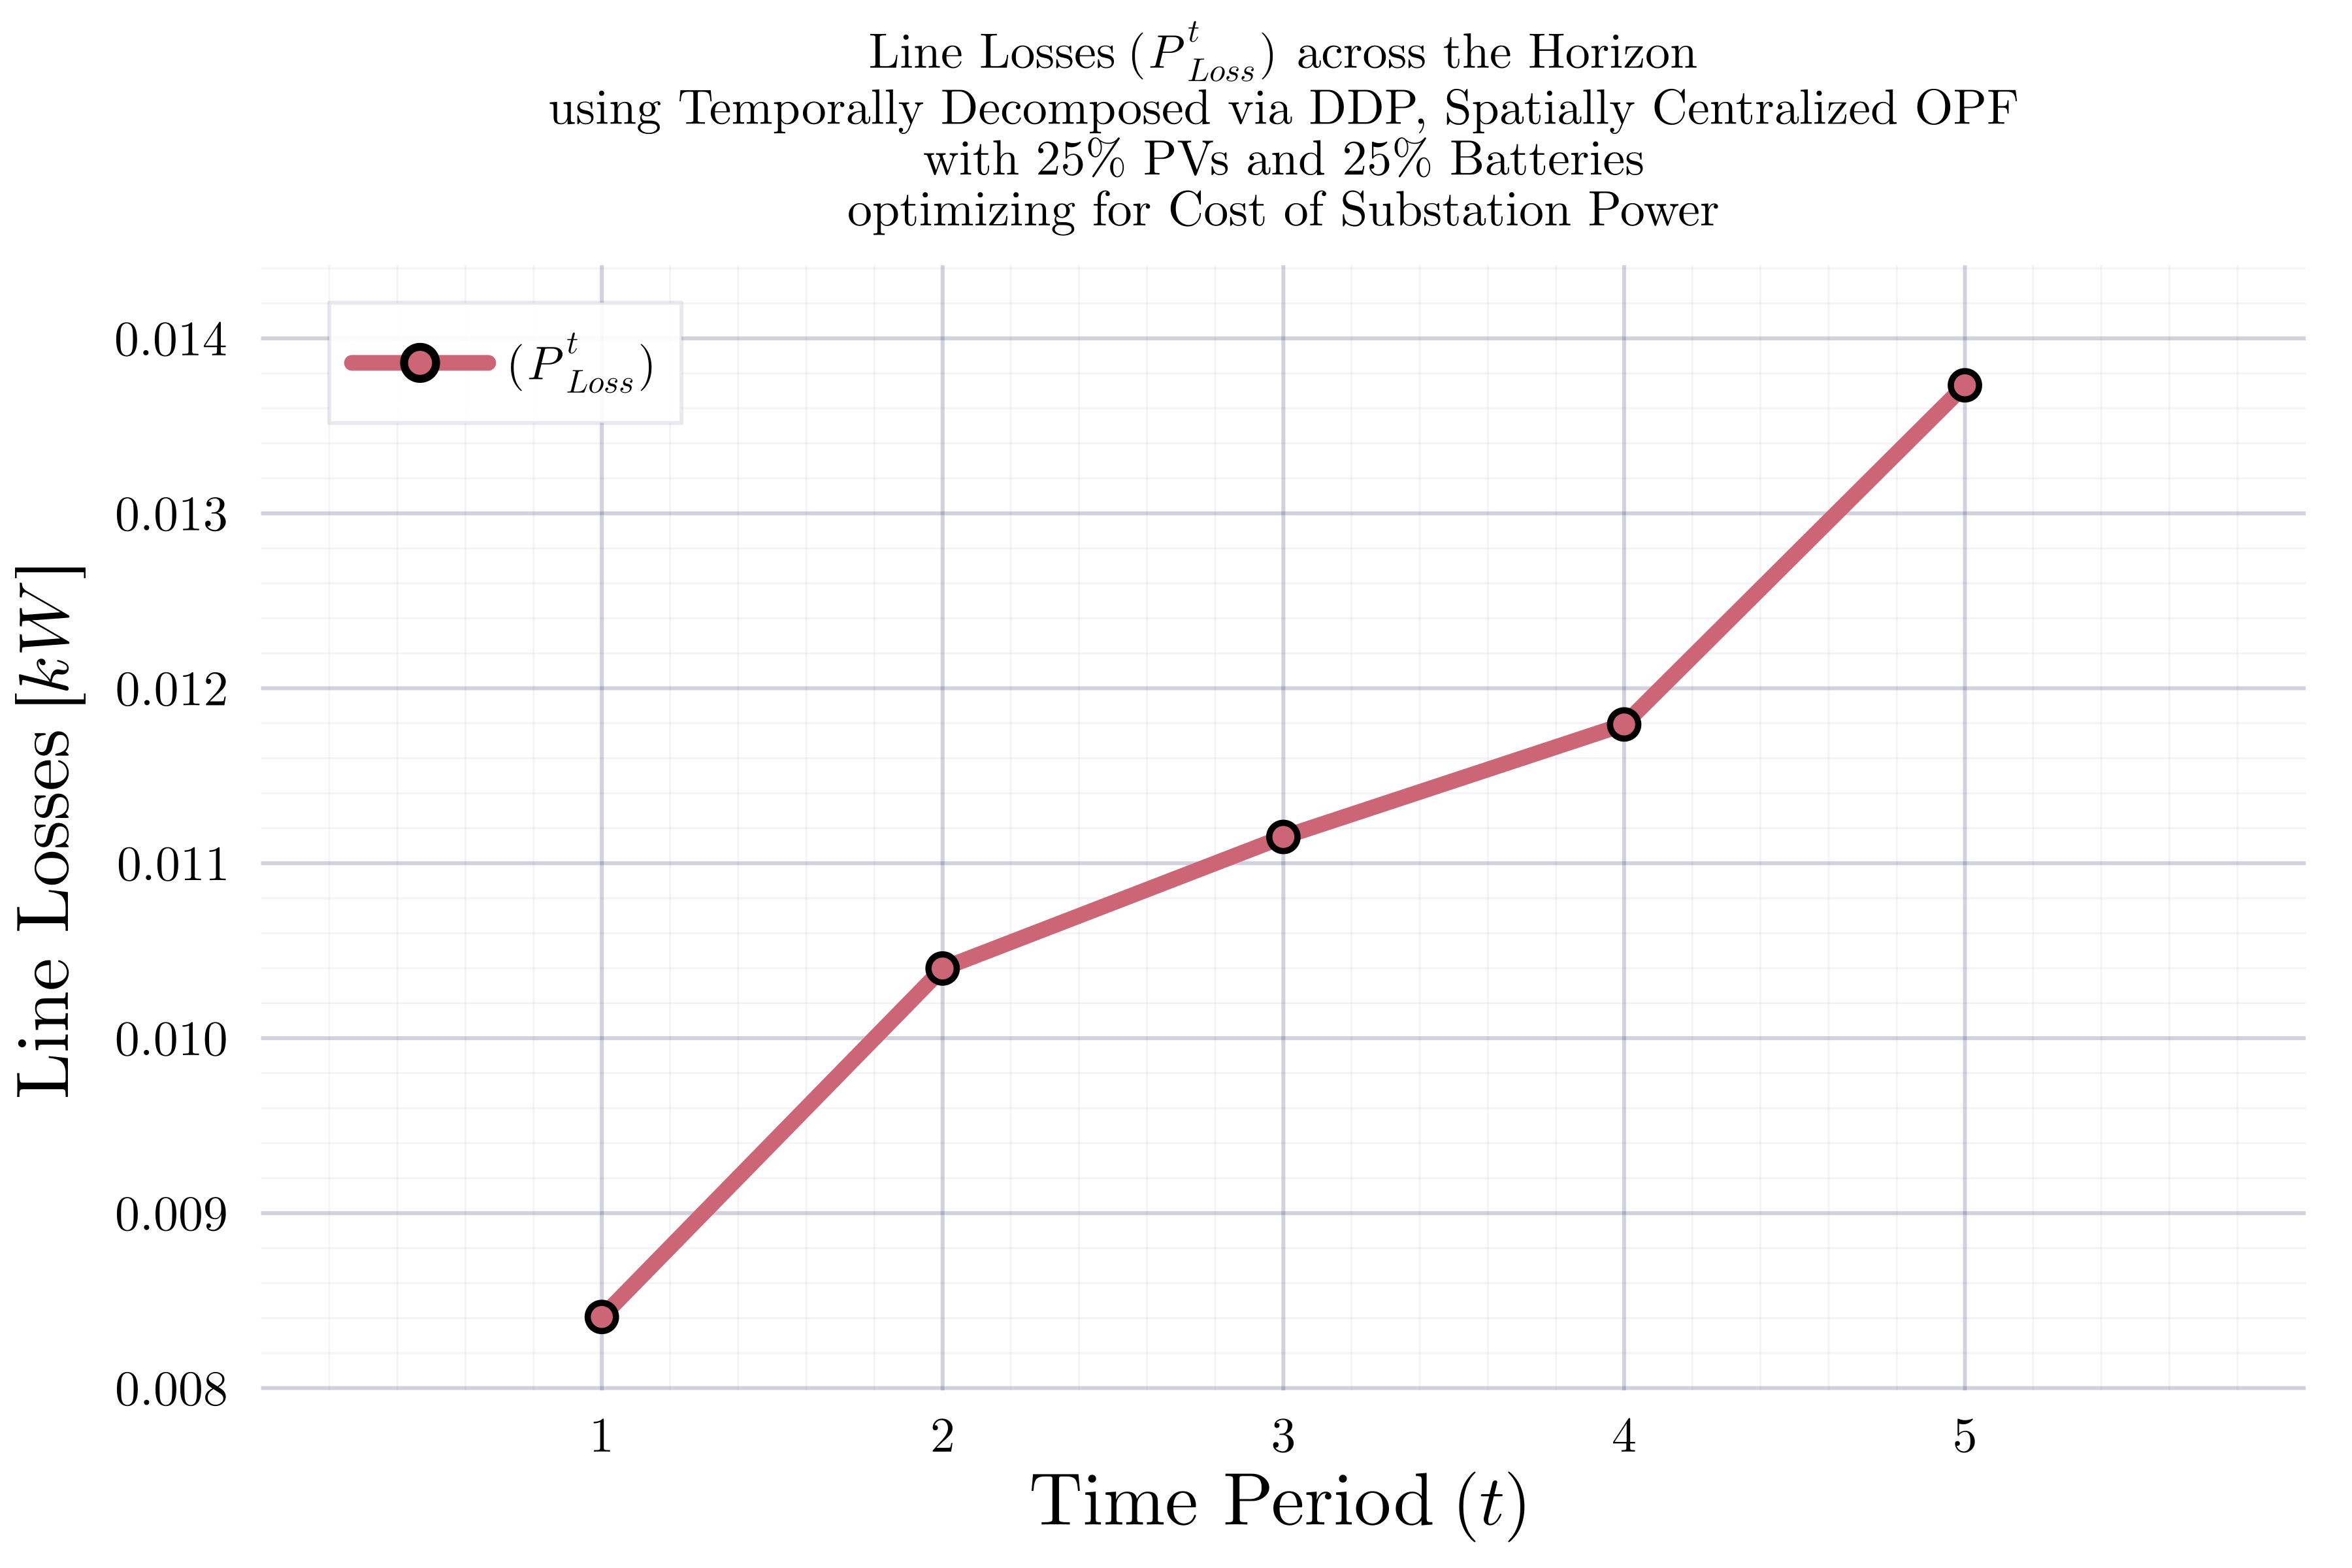 Line Losses (P^t_Loss) across the Horizon
using Temporally Decomposed via DDP, Spatially Centralized OPF
with 25% PVs and 25% Batteries
optimizing for Cost of Substation Power
(P^t_Loss)
0.014
0.013
0.012
0.011
0.010
0.009
0.008
Line Losses [kW]
1 2 3 4 5
Time Period (t)